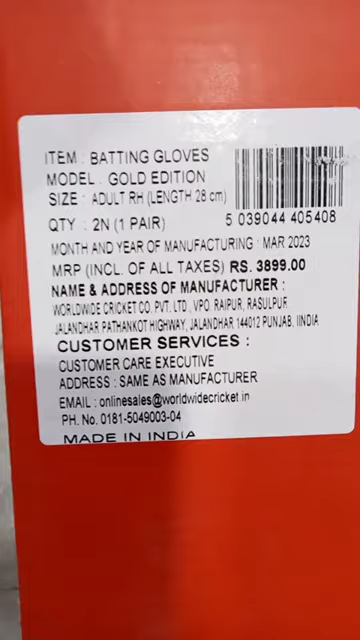 ITEM : BATTING GLOVES
MODEL : GOLD EDITION
SIZE : ADULT RH (LENGTH 28 cm)
QTY : 2N (1 PAIR)
5 039044 405408
MONTH AND YEAR OF MANUFACTURING : MAR 2023
MRP (INCL. OF ALL TAXES) RS. 3899.00
NAME & ADDRESS OF MANUFACTURER :
WORLDWIDE CRICKET CO. PVT. LTD., VPO. RAIPUR, RASULPUR
JALANDHAR PATHANKOT HIGHWAY, JALANDHAR 144012 PUNJAB, IINDIA
CUSTOMER SERVICES :
CUSTOMER CARE EXECUTIVE
ADDRESS : SAME AS MANUFACTURER
EMAIL : onlinesales@worldwidecricket.in
PH. No. 0181-5049003-04
MADE IN INDIA